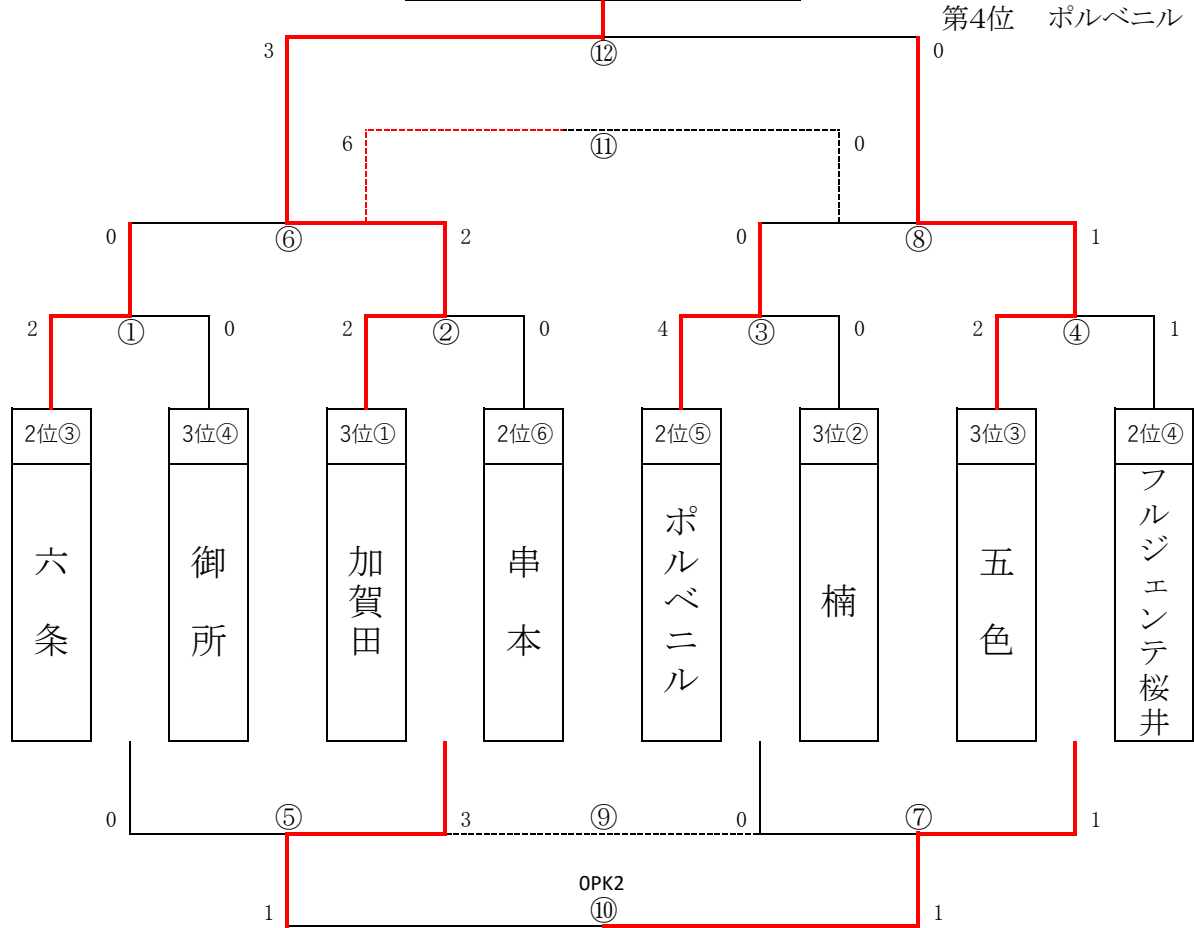 第4位　ポルベニル
3 ⑫ 0
6 ⑪ 0
0 ⑥ 2 0 ⑧ 1
2 ① 0 2 ② 0 4 ③ 0 2 ④ 1
2位③ 3位④ 3位① 2位⑥ 2位⑤ 3位② 3位③ 2位④
六条
御所
加賀田
串本
ポルベニル
楠
五色
フルジェンテ桜井
0 ⑤ 3 ⑨ 0 ⑦ 1
0PK2
1 ⑩ 1